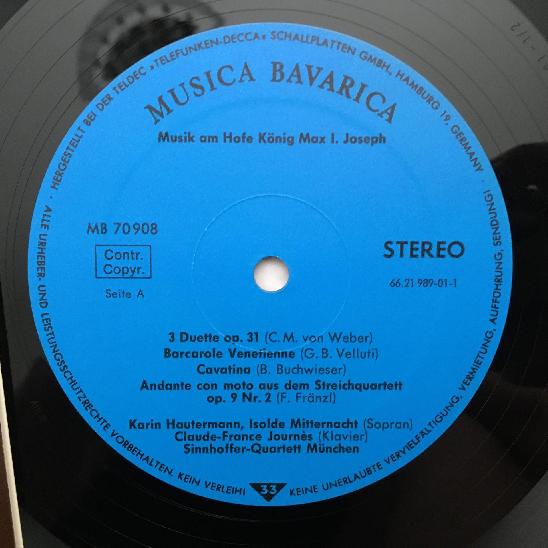 HERGESTELLT BEI DER TELDEC »TELEFUNKEN-DECCA« SCHALLPLATTEN GMBH, HAMBURG 19, GERMANY · ALLE URHEBER- UND LEISTUNGSSCHUTZRECHTE VORBEHALTEN. KEIN VERLEIH! KEINE UNERLAUBTE VERVIELFÄLTIGUNG, VERMIETUNG, AUFFÜHRUNG, SENDUNG! ·
MUSICA BAVARICA
Musik am Hofe König Max I. Joseph
MB 70908
Contr.
Copyr.
Seite A
STEREO
66.21 989-01-1
3 Duette op. 31 (C. M. von Weber)
Barcarole Veneiienne (G. B. Velluti)
Cavatina (B. Buchwieser)
Andante con moto aus dem Streichquartett
op. 9 Nr. 2 (F. Fränzl)
Karin Hautermann, Isolde Mitternacht (Sopran)
Claude-France Journès (Klavier)
Sinnhoffer-Quartett München
33